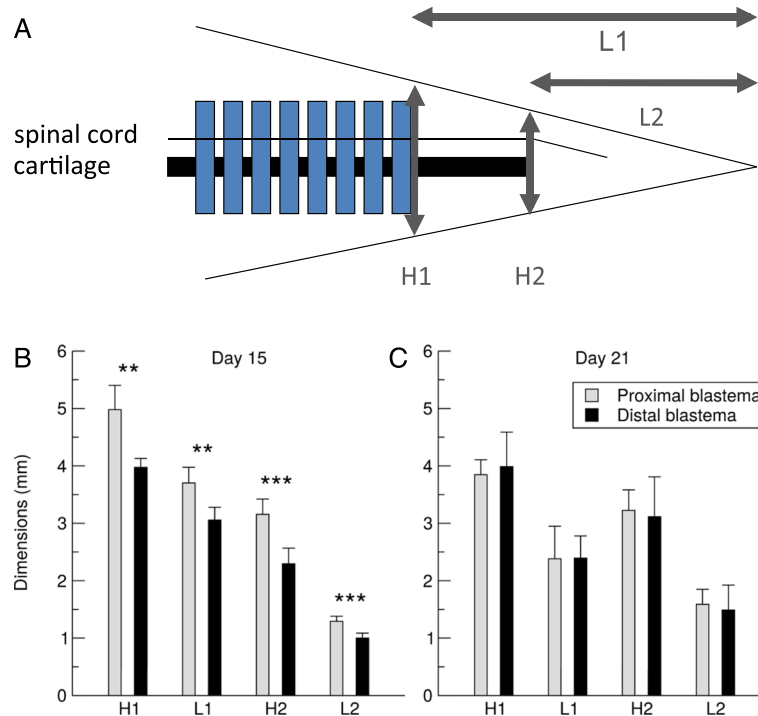 A
L1
L2
spinal cord
cartilage
H1 H2
B Day 15
C Day 21
Dimensions (mm)
6
5
4
3
2
1
0
** ** *** ***
H1 L1 H2 L2
6
5
4
3
2
1
0
Proximal blastema
Distal blastema
H1 L1 H2 L2